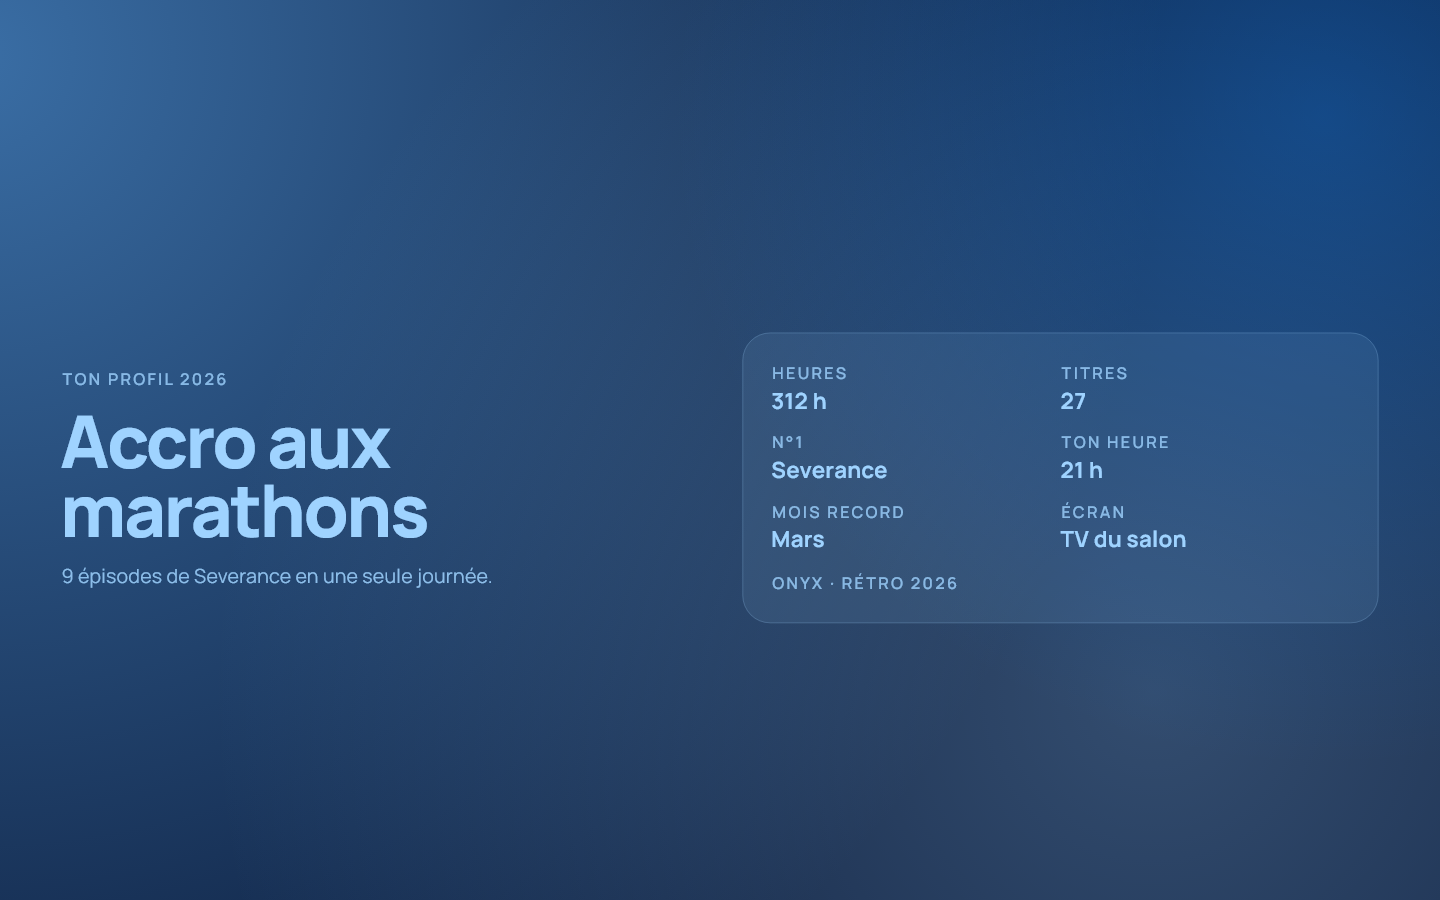 TON PROFIL 2026
Accro aux
marathons
9 épisodes de Severance en une seule journée.
HEURES
312 h
TITRES
27
N°1
Severance
TON HEURE
21 h
MOIS RECORD
Mars
ÉCRAN
TV du salon
ONYX · RÉTRO 2026